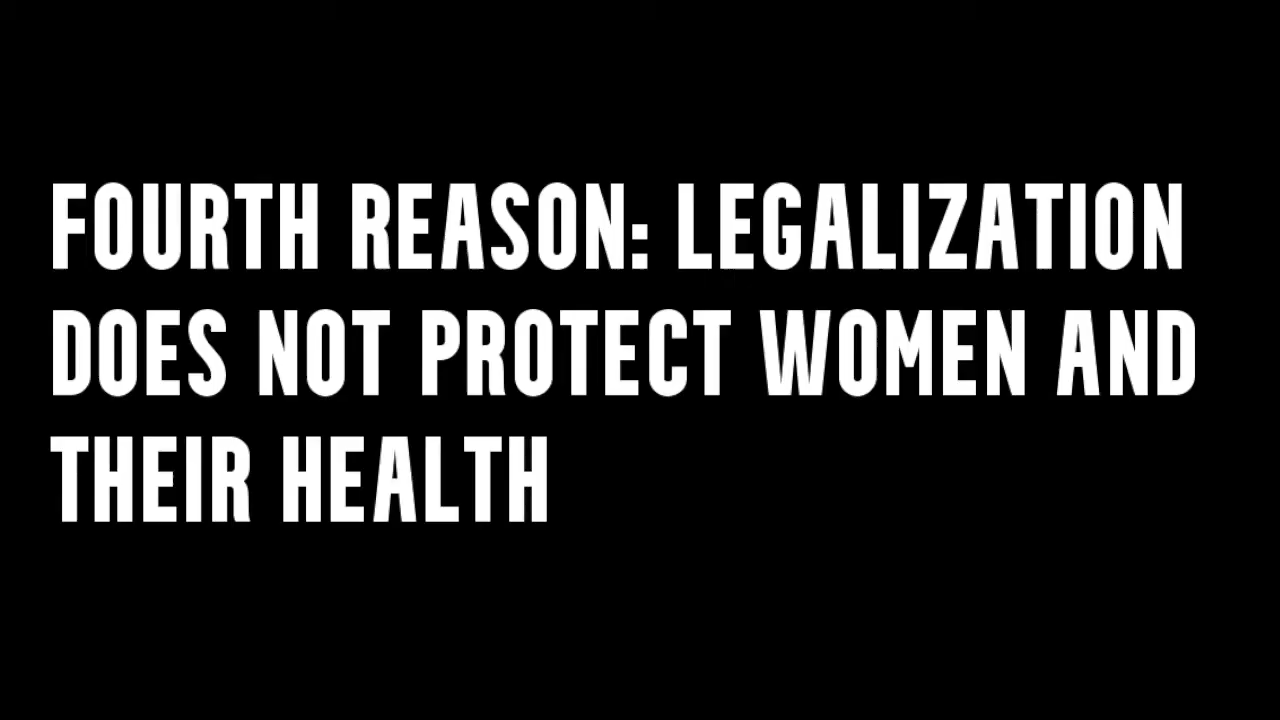 FOURTH REASON: LEGALIZATION
DOES NOT PROTECT WOMEN AND
THEIR HEALTH